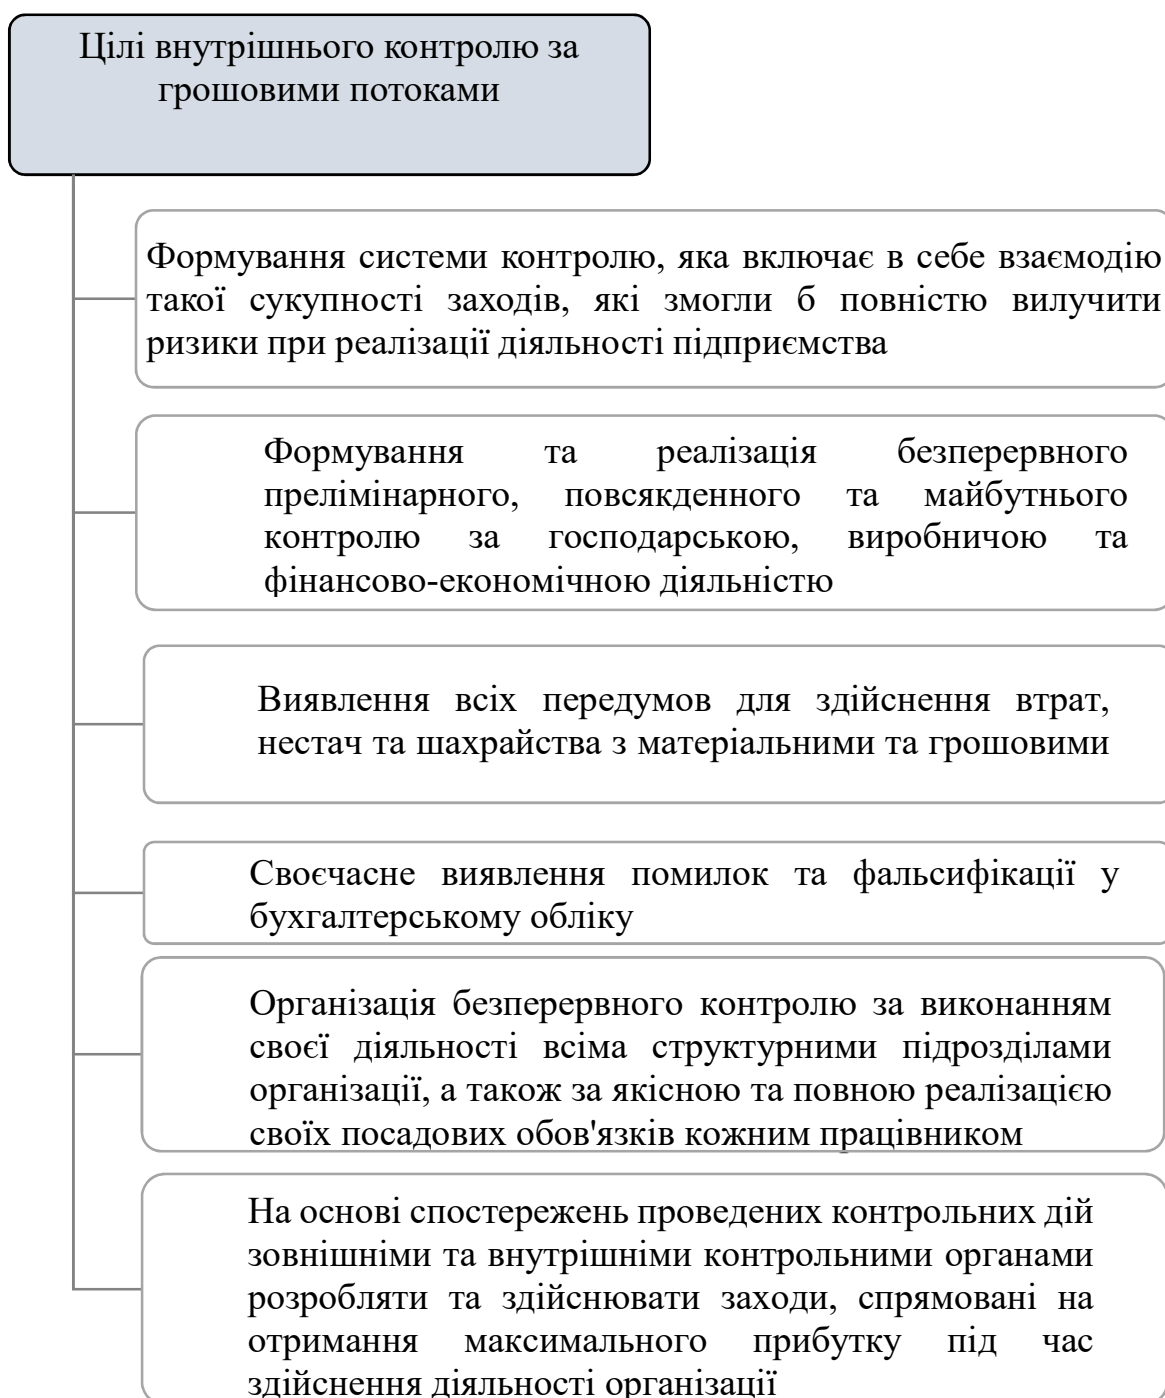 Цілі внутрішнього контролю за
грошовими потоками
Формування системи контролю, яка включає в себе взаємодію
такої сукупності заходів, які змогли б повністю вилучити
ризики при реалізації діяльності підприємства
Формування та реалізація безперервного
прелімінарного, повсякденного та майбутнього
контролю за господарською, виробничою та
фінансово-економічною діяльністю
Виявлення всіх передумов для здійснення втрат,
нестач та шахрайства з матеріальними та грошовими
Своєчасне виявлення помилок та фальсифікації у
бухгалтерському обліку
Організація безперервного контролю за виконанням
своєї діяльності всіма структурними підрозділами
організації, а також за якісною та повною реалізацією
своїх посадових обов'язків кожним працівником
На основі спостережень проведених контрольних дій
зовнішніми та внутрішніми контрольними органами
розробляти та здійснювати заходи, спрямовані на
отримання максимального прибутку під час
здійснення діяльності організації